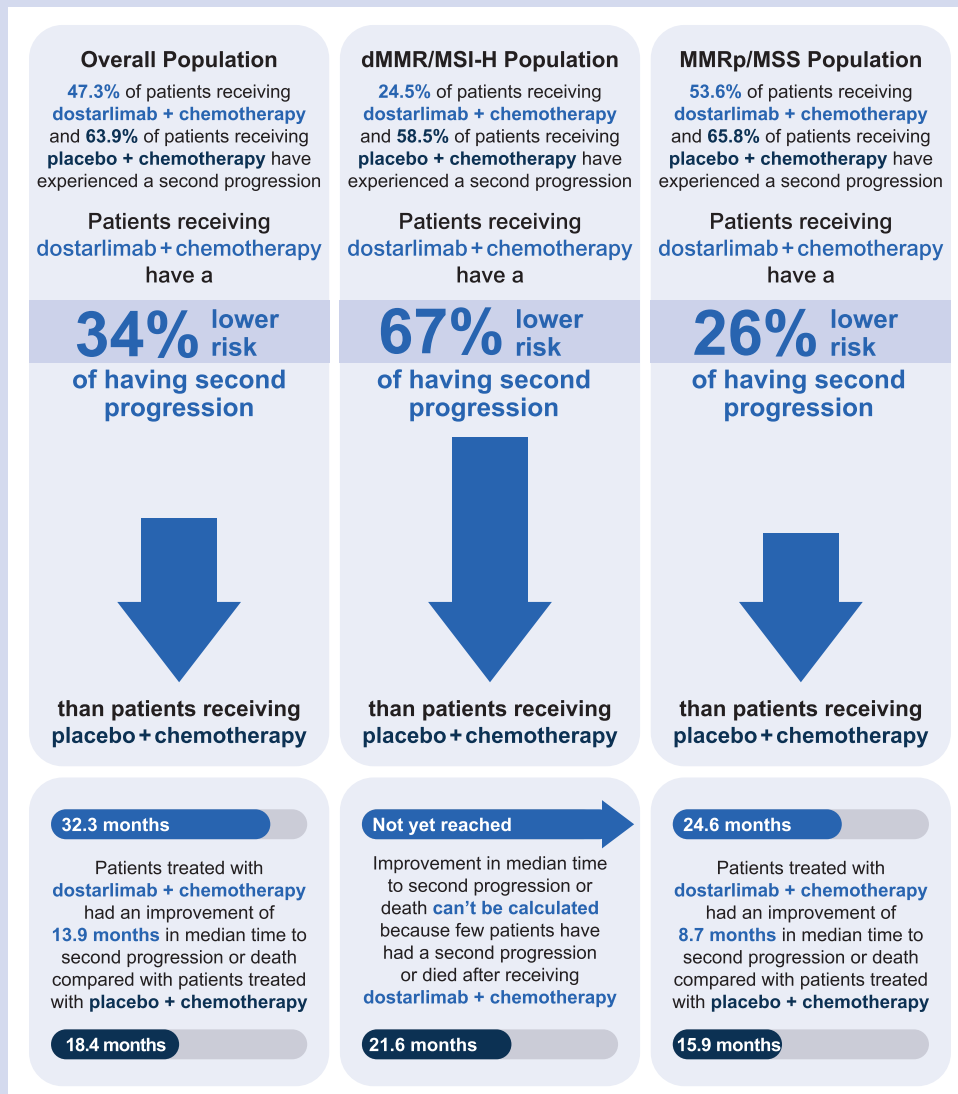 Overall Population
47.3% of patients receiving
dostarlimab + chemotherapy
and 63.9% of patients receiving
placebo + chemotherapy have
experienced a second progression
Patients receiving
dostarlimab + chemotherapy
have a
34% lower
risk
of having second
progression
than patients receiving
placebo + chemotherapy
dMMR/MSI-H Population
24.5% of patients receiving
dostarlimab + chemotherapy
and 58.5% of patients receiving
placebo + chemotherapy have
experienced a second progression
Patients receiving
dostarlimab + chemotherapy
have a
67% lower
risk
of having second
progression
than patients receiving
placebo + chemotherapy
MMRp/MSS Population
53.6% of patients receiving
dostarlimab + chemotherapy
and 65.8% of patients receiving
placebo + chemotherapy have
experienced a second progression
Patients receiving
dostarlimab + chemotherapy
have a
26% lower
risk
of having second
progression
than patients receiving
placebo + chemotherapy
32.3 months
Patients treated with
dostarlimab + chemotherapy
had an improvement of
13.9 months in median time to
second progression or death
compared with patients treated
with placebo + chemotherapy
18.4 months
Not yet reached
Improvement in median time
to second progression or
death can’t be calculated
because few patients have
had a second progression
or died after receiving
dostarlimab + chemotherapy
21.6 months
24.6 months
Patients treated with
dostarlimab + chemotherapy
had an improvement of
8.7 months in median time to
second progression or death
compared with patients treated
with placebo + chemotherapy
15.9 months